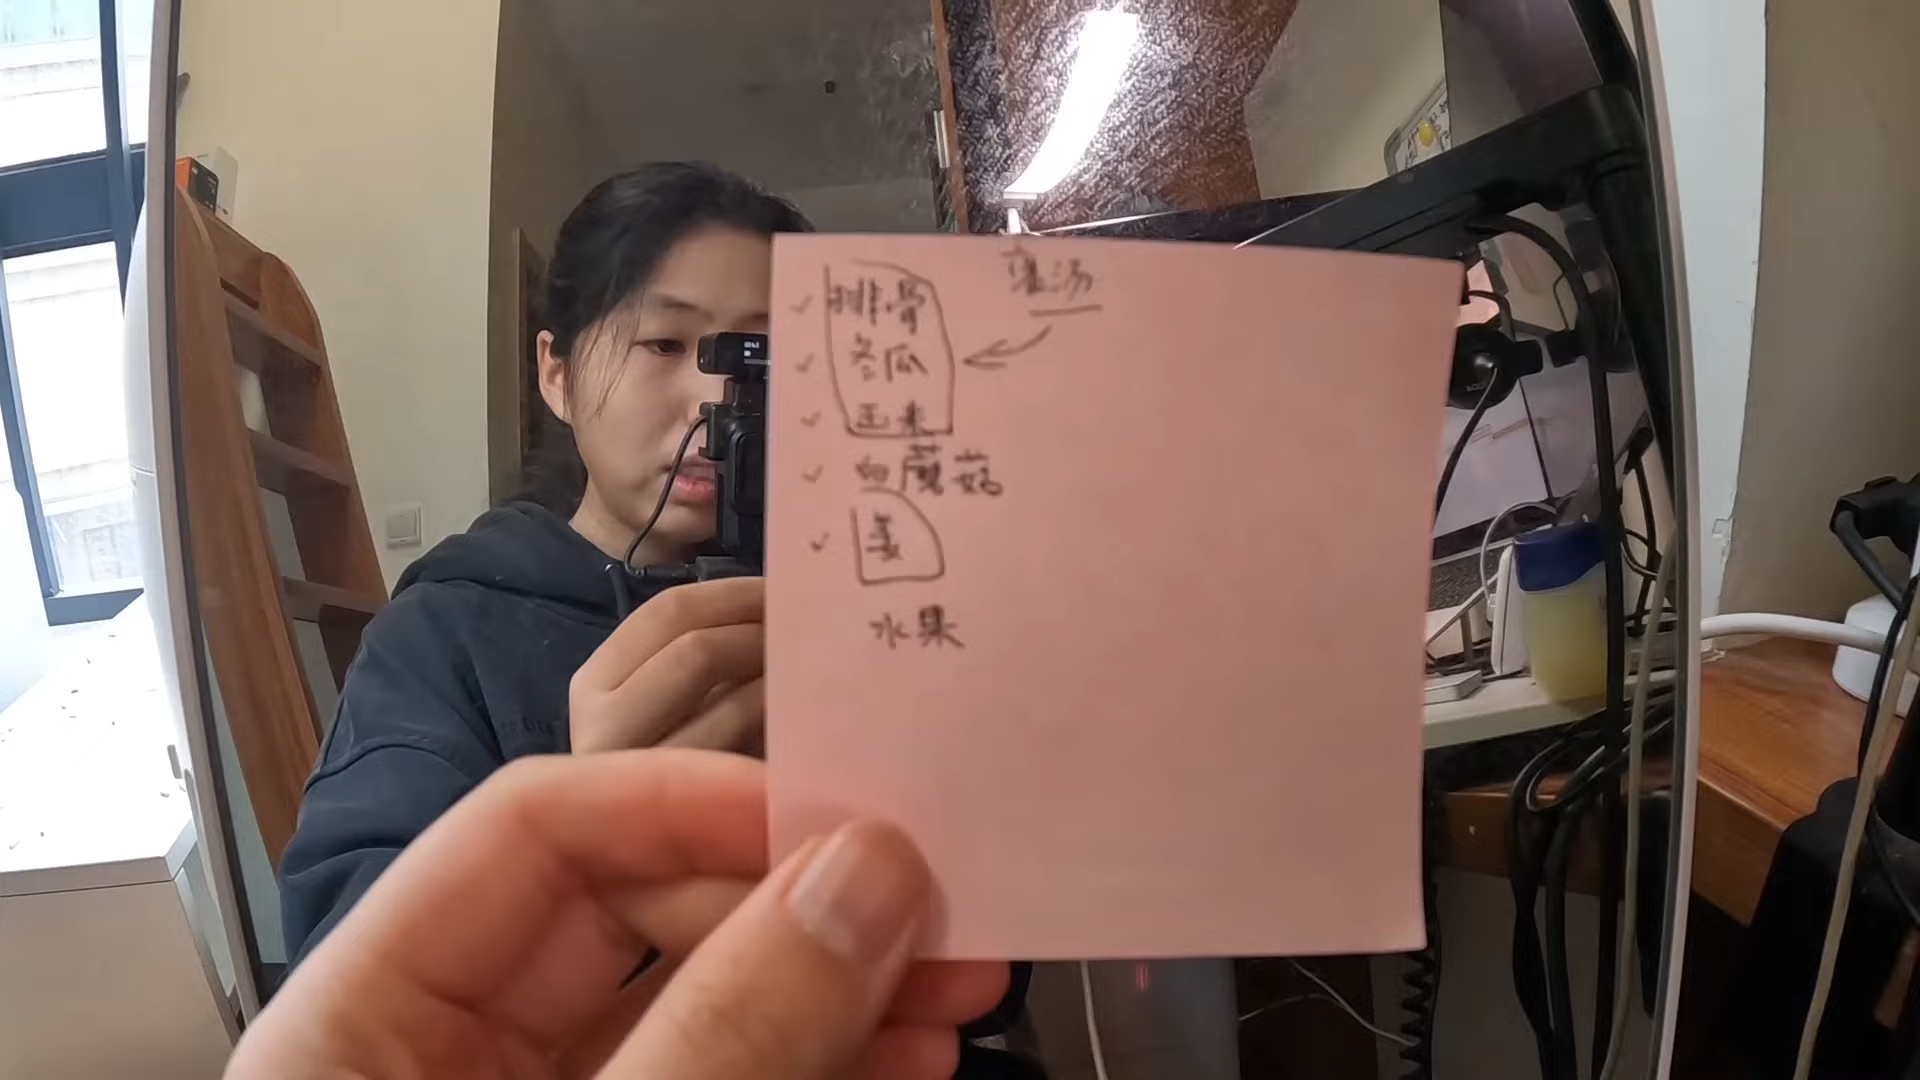 煲汤
✓ 排骨
✓ 冬瓜
✓ 玉米
✓ 白蘑菇
✓ 姜
水果